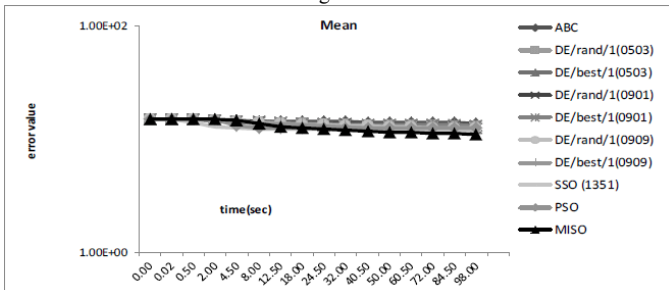 Mean
1.00E+02
error value
time(sec)
1.00E+00
0.00
0.02
0.50
2.00
4.50
8.00
12.50
18.00
24.50
32.00
40.50
50.00
60.50
72.00
84.50
98.00
ABC
DE/rand/1(0503)
DE/best/1(0503)
DE/rand/1(0901)
DE/best/1(0901)
DE/rand/1(0909)
DE/best/1(0909)
SSO (1351)
PSO
MISO